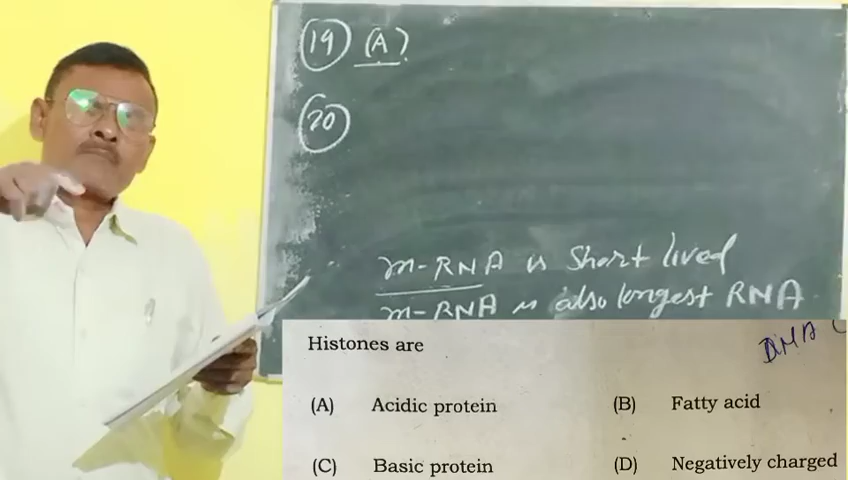 19 (A)
20
m-RNA is Short lived
m-RNA is also longest RNA
DNA (
Histones are
(A) Acidic protein (B) Fatty acid
(C) Basic protein (D) Negatively charged